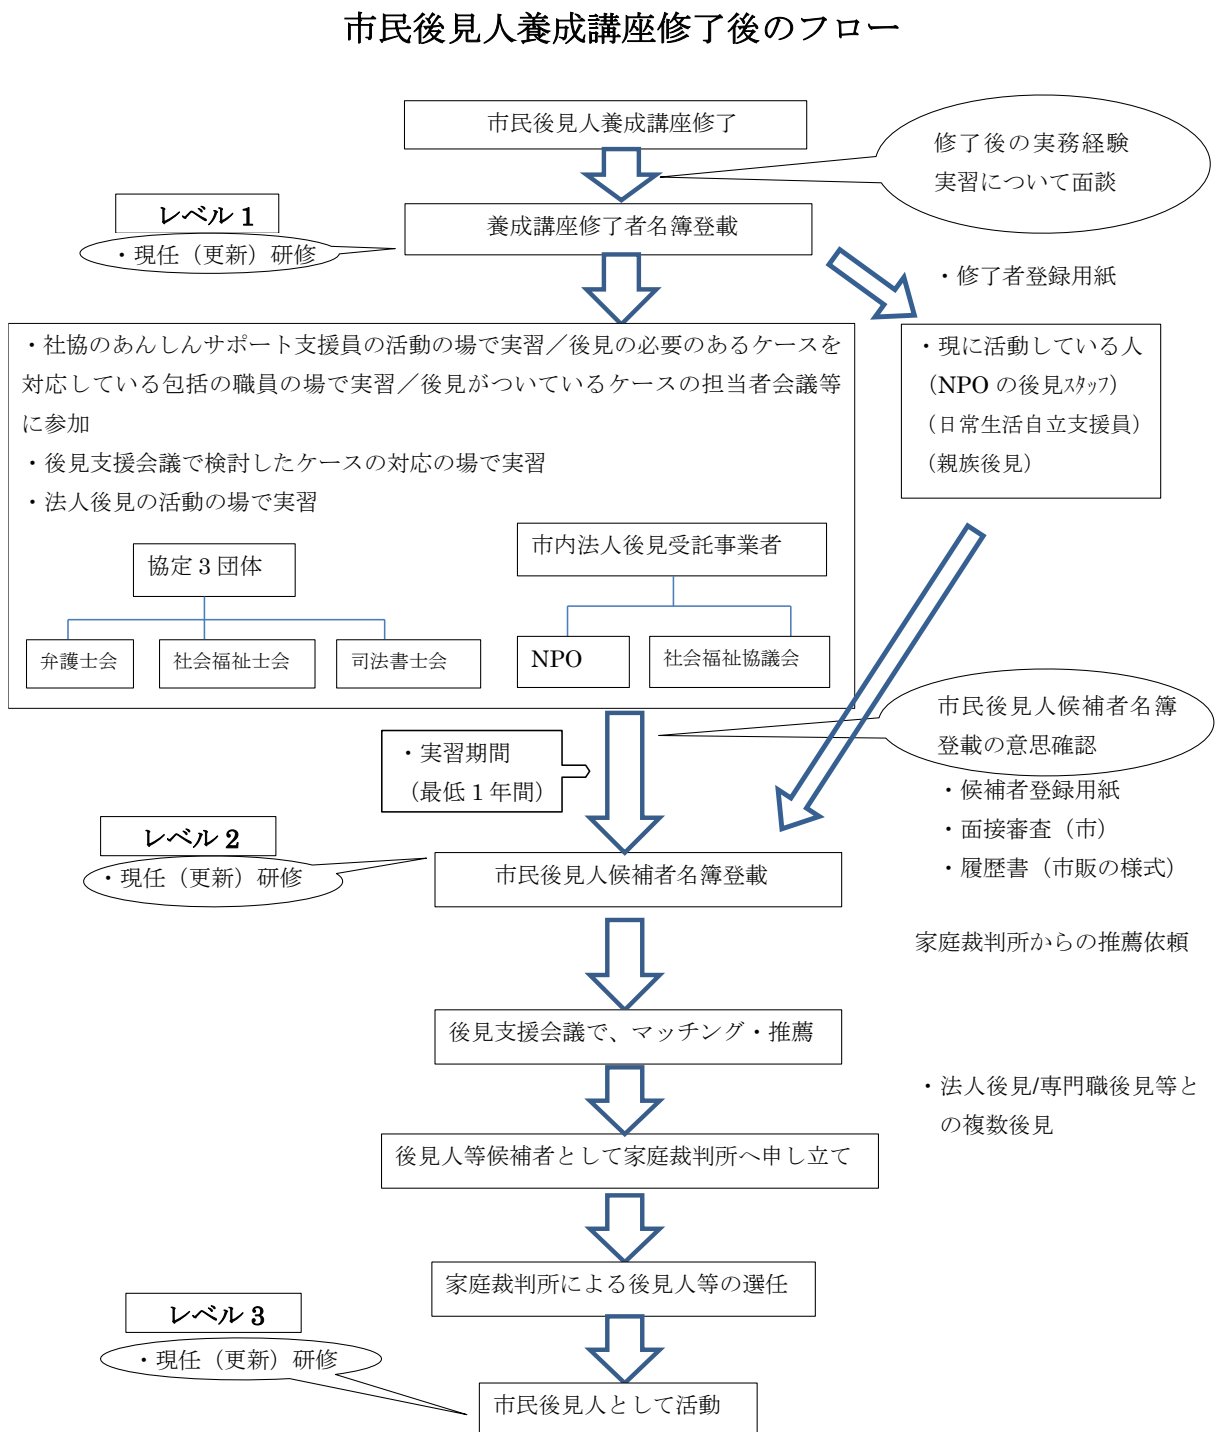 市民後見人養成講座修了後のフロー
市民後見人養成講座修了
修了後の実務経験
実習について面談
レベル 1
・現任（更新）研修
養成講座修了者名簿登載
・修了者登録用紙
・社協のあんしんサポート支援員の活動の場で実習／後見の必要のあるケースを
対応している包括の職員の場で実習／後見がついているケースの担当者会議等
に参加
・後見支援会議で検討したケースの対応の場で実習
・法人後見の活動の場で実習
・現に活動している人
（NPO の後見ｽﾀｯﾌ）
（日常生活自立支援員）
（親族後見）
協定 3 団体
弁護士会
社会福祉士会
司法書士会
市内法人後見受託事業者
NPO
社会福祉協議会
・実習期間
（最低 1 年間）
市民後見人候補者名簿
登載の意思確認
・候補者登録用紙
・面接審査（市）
・履歴書（市販の様式）
レベル 2
・現任（更新）研修
市民後見人候補者名簿登載
家庭裁判所からの推薦依頼
後見支援会議で、マッチング・推薦
・法人後見/専門職後見等と
の複数後見
後見人等候補者として家庭裁判所へ申し立て
家庭裁判所による後見人等の選任
レベル 3
・現任（更新）研修
市民後見人として活動